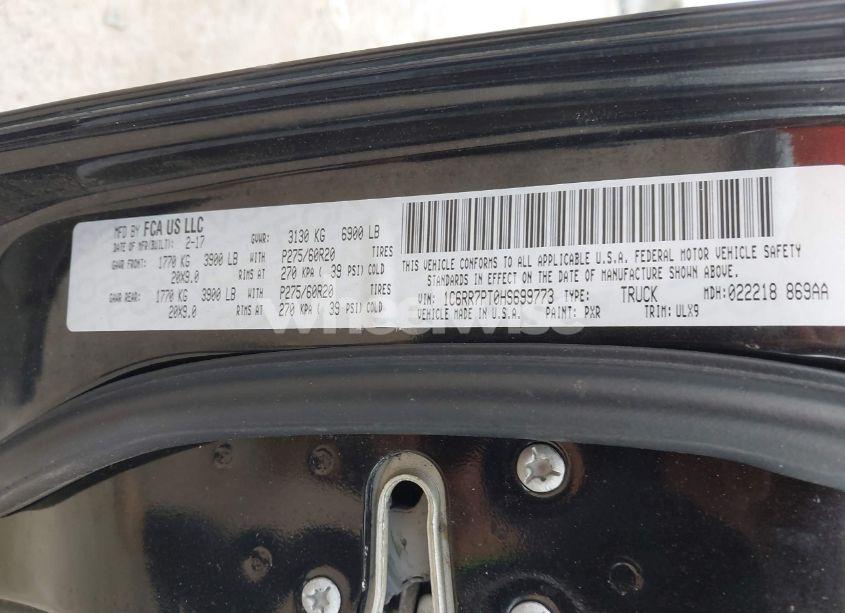 MFD BY FCA US LLC
DATE OF MFR(BUILT): 2-17 GVWR: 3130 KG 6900 LB
GAWR FRONT: 1770 KG 3900 LB WITH P275/60R20 TIRES
20X9.0 RIMS AT 270 KPA ( 39 PSI) COLD
GAWR REAR: 1770 KG 3900 LB WITH P275/60R20 TIRES
20X9.0 RIMS AT 270 KPA ( 39 PSI) COLD
THIS VEHICLE CONFORMS TO ALL APPLICABLE U.S.A. FEDERAL MOTOR VEHICLE SAFETY
STANDARDS IN EFFECT ON THE DATE OF MANUFACTURE SHOWN ABOVE.
VIN: 1C6RR7PT0HS699773 TYPE: TRUCK MDH: 022218 869AA
VEHICLE MADE IN U.S.A. PAINT: PXR TRIM: ULX9
wheelwise